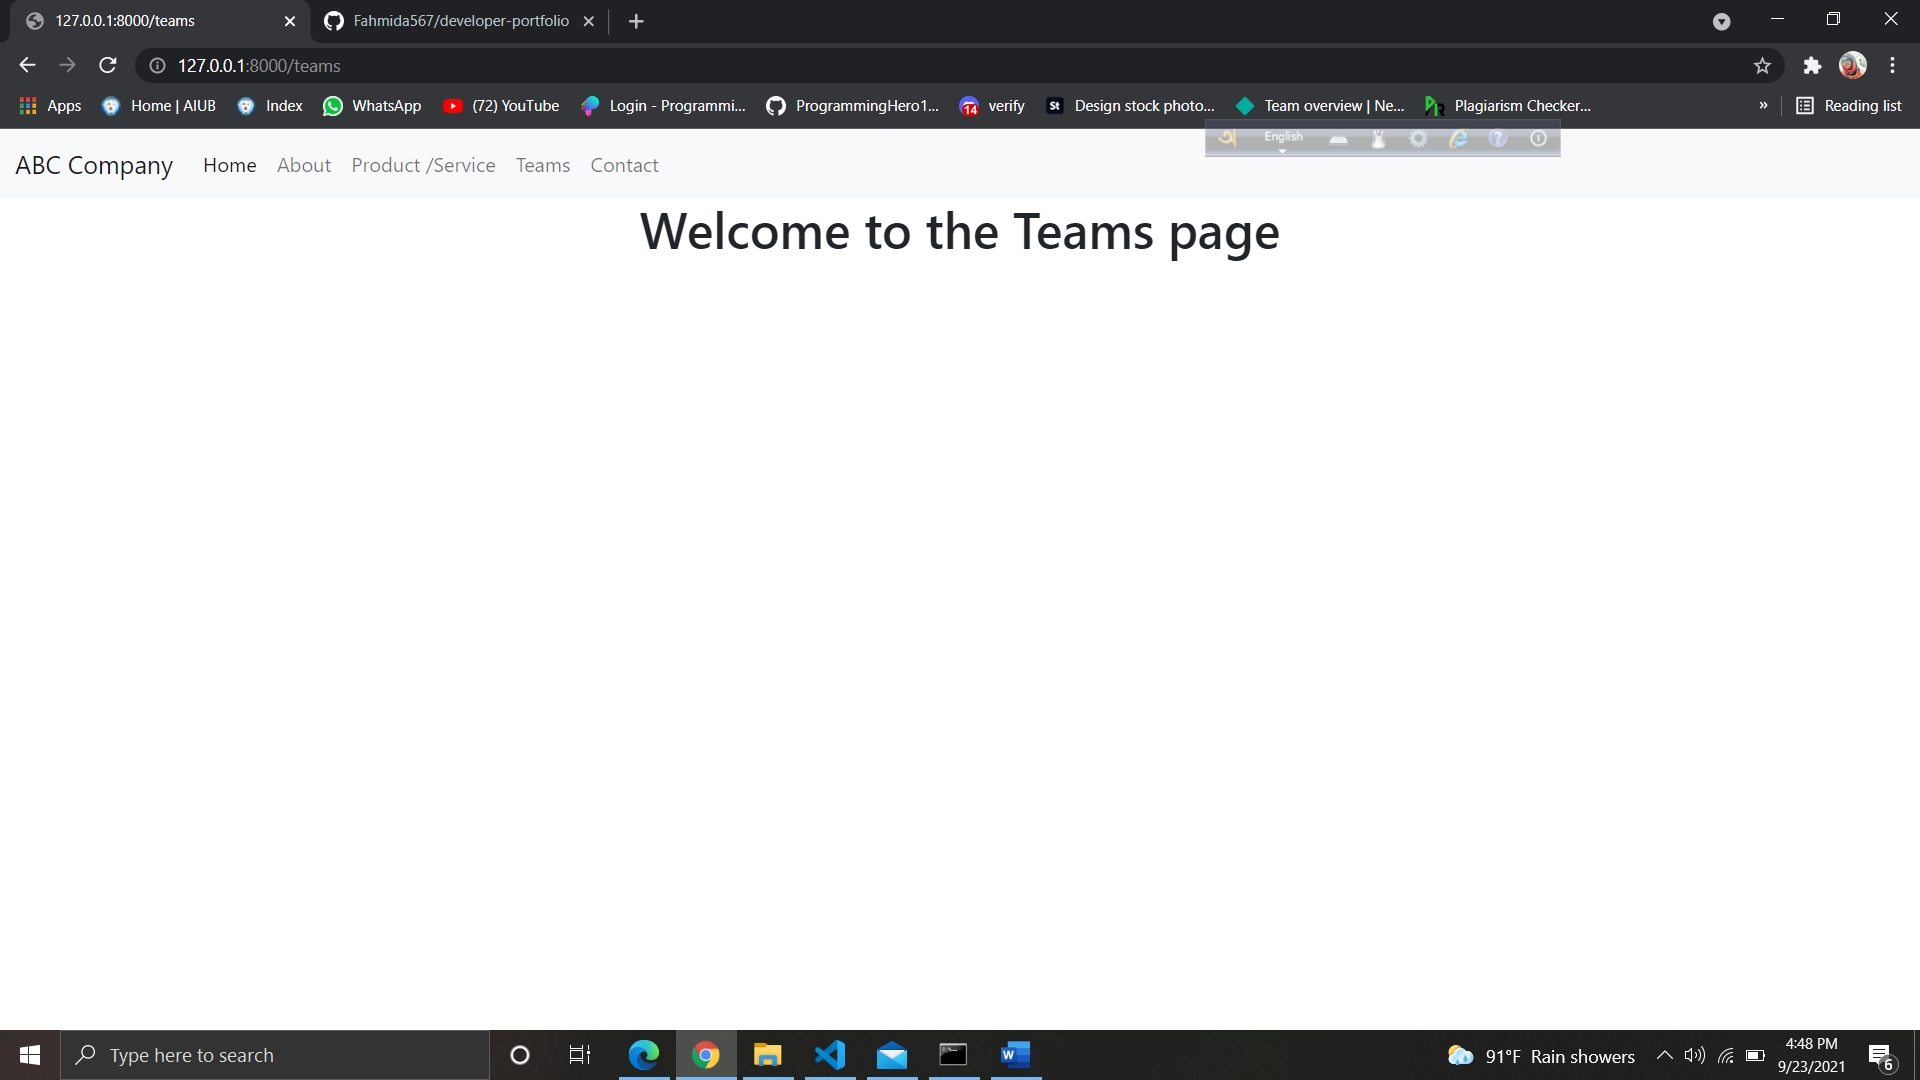 127.0.0.1:8000/teams
Fahmida567/developer-portfolio
127.0.0.1:8000/teams
Apps
Home | AIUB
Index
WhatsApp
(72) YouTube
Login - Programmi...
ProgrammingHero1...
14
verify
St
Design stock photo...
Team overview | Ne...
Plagiarism Checker...
»
Reading list
অ
English
?
ABC Company Home About Product /Service Teams Contact
Welcome to the Teams page
Type here to search
W
91°F Rain showers
4:48 PM
9/23/2021
6